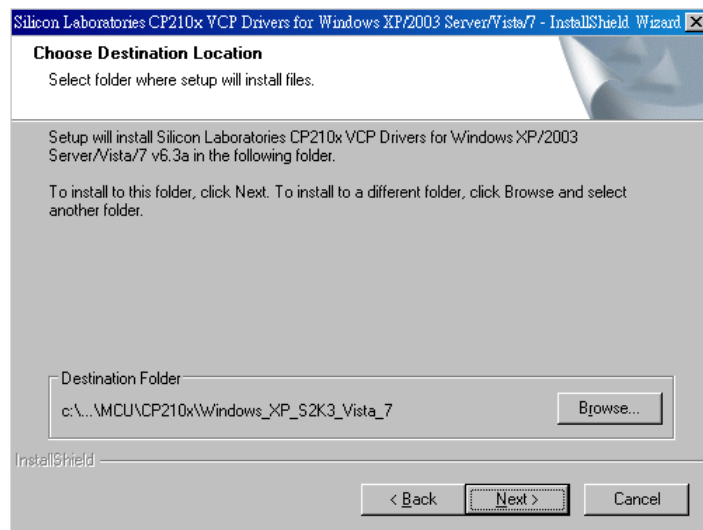 Silicon Laboratories CP210x VCP Drivers for Windows XP/2003 Server/Vista/7 - InstallShield Wizard
Choose Destination Location
Select folder where setup will install files.
Setup will install Silicon Laboratories CP210x VCP Drivers for Windows XP/2003
Server/Vista/7 v6.3a in the following folder.
To install to this folder, click Next. To install to a different folder, click Browse and select
another folder.
Destination Folder
c:\...\MCU\CP210x\Windows_XP_S2K3_Vista_7
Browse...
InstallShield
< Back
Next >
Cancel